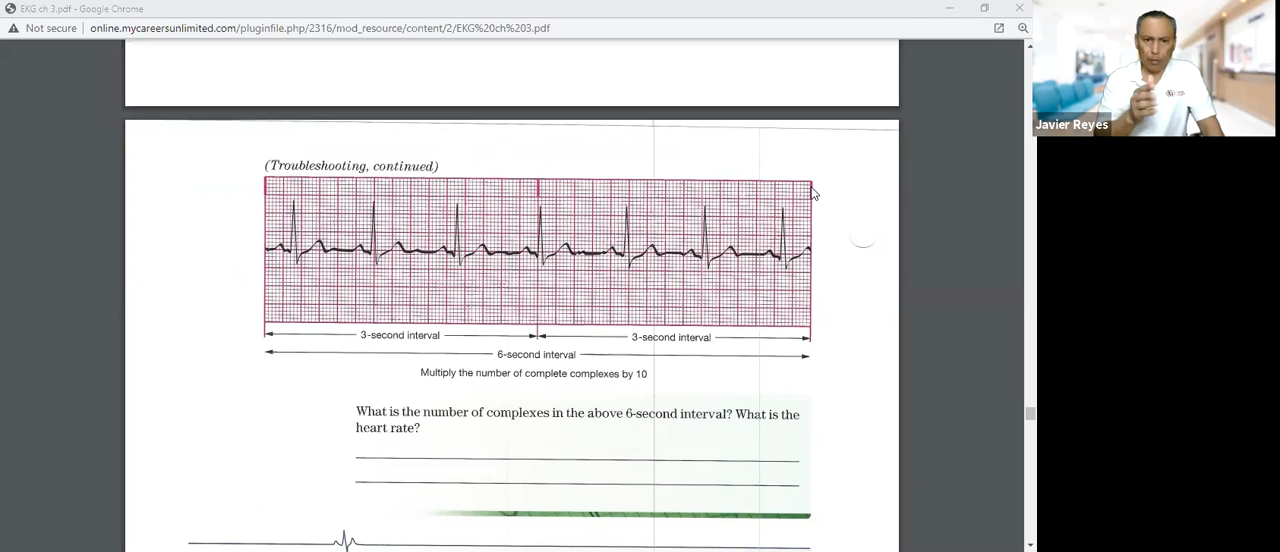 EKG ch 3.pdf - Google Chrome
Not secure online.mycareersunlimited.com/pluginfile.php/2316/mod_resource/content/2/EKG%20ch%203.pdf
Javier Reyes
(Troubleshooting, continued)
3-second interval 3-second interval
6-second interval
Multiply the number of complete complexes by 10
What is the number of complexes in the above 6-second interval? What is the
heart rate?